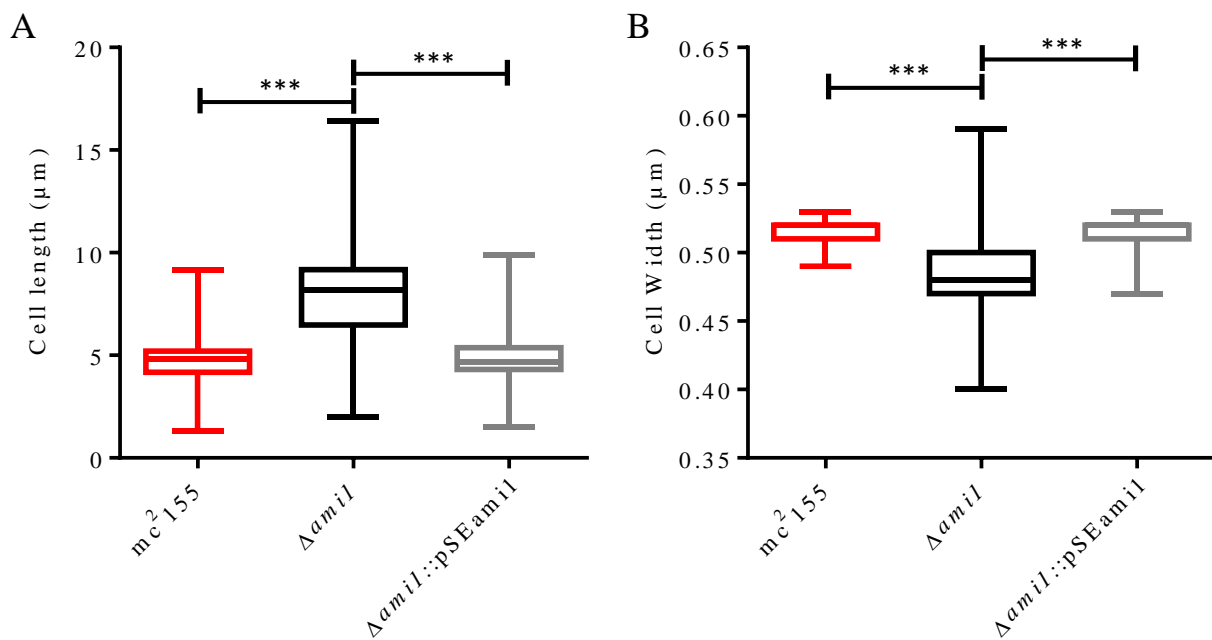 A
Cell length (μm)
20
15
10
5
0
***
***
mc²155
Δami1
Δami1::pSEami1
B
Cell Width (μm)
0.65
0.60
0.55
0.50
0.45
0.40
0.35
***
***
mc²155
Δami1
Δami1::pSEami1